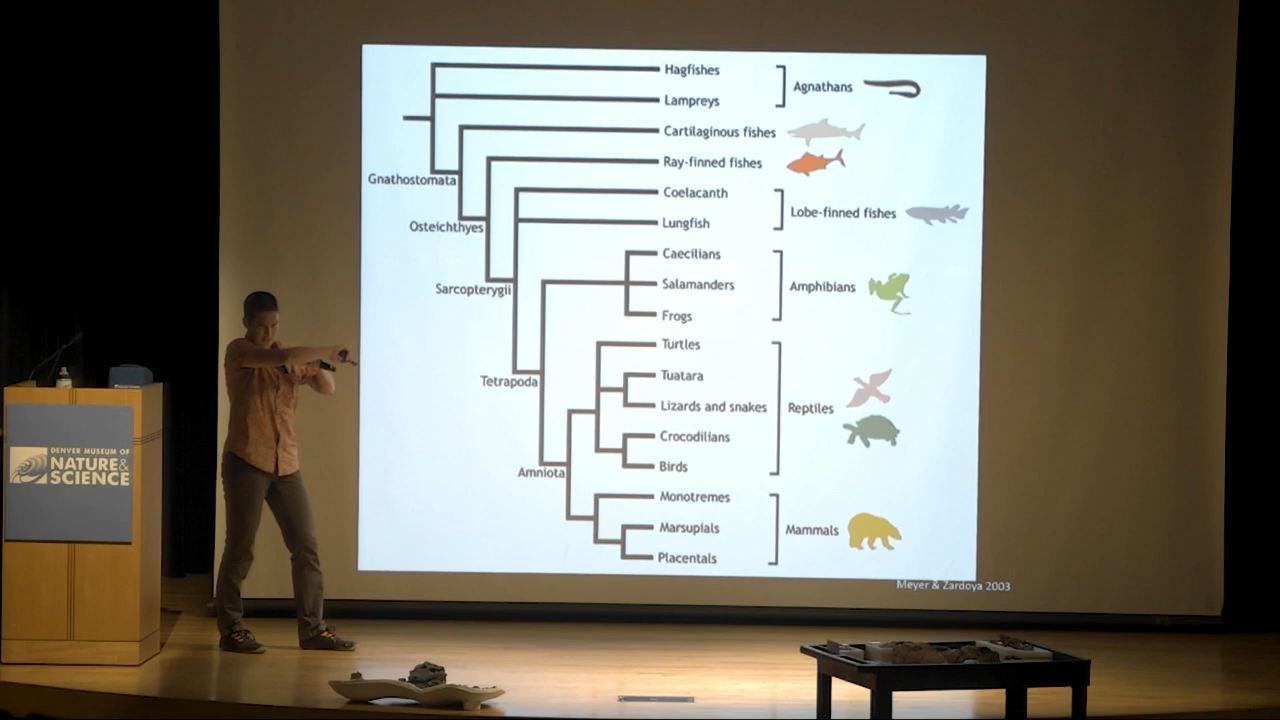 Hagfishes
Agnathans
Lampreys
Cartilaginous fishes
Ray-finned fishes
Gnathostomata
Coelacanth
Lobe-finned fishes
Lungfish
Osteichthyes
Caecilians
Salamanders
Amphibians
Sarcopterygii
Frogs
Turtles
Tuatara
Tetrapoda
Lizards and snakes
Reptiles
Crocodilians
Birds
Amniota
Monotremes
Marsupials
Mammals
Placentals
Meyer & Zardoya 2003
DENVER MUSEUM OF
NATURE &
SCIENCE